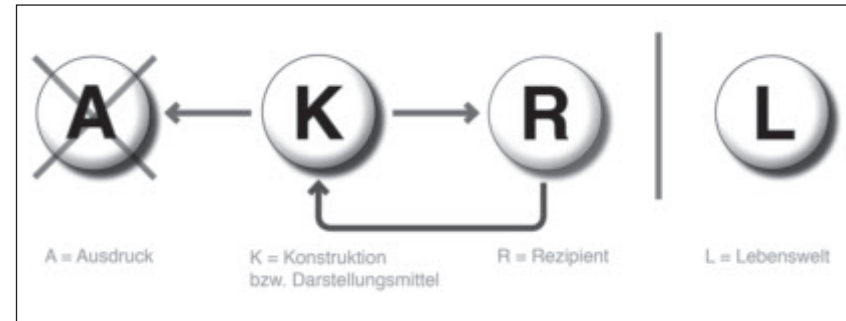 A K R L
A = Ausdruck
K = Konstruktion
bzw. Darstellungsmittel
R = Rezipient
L = Lebenswelt